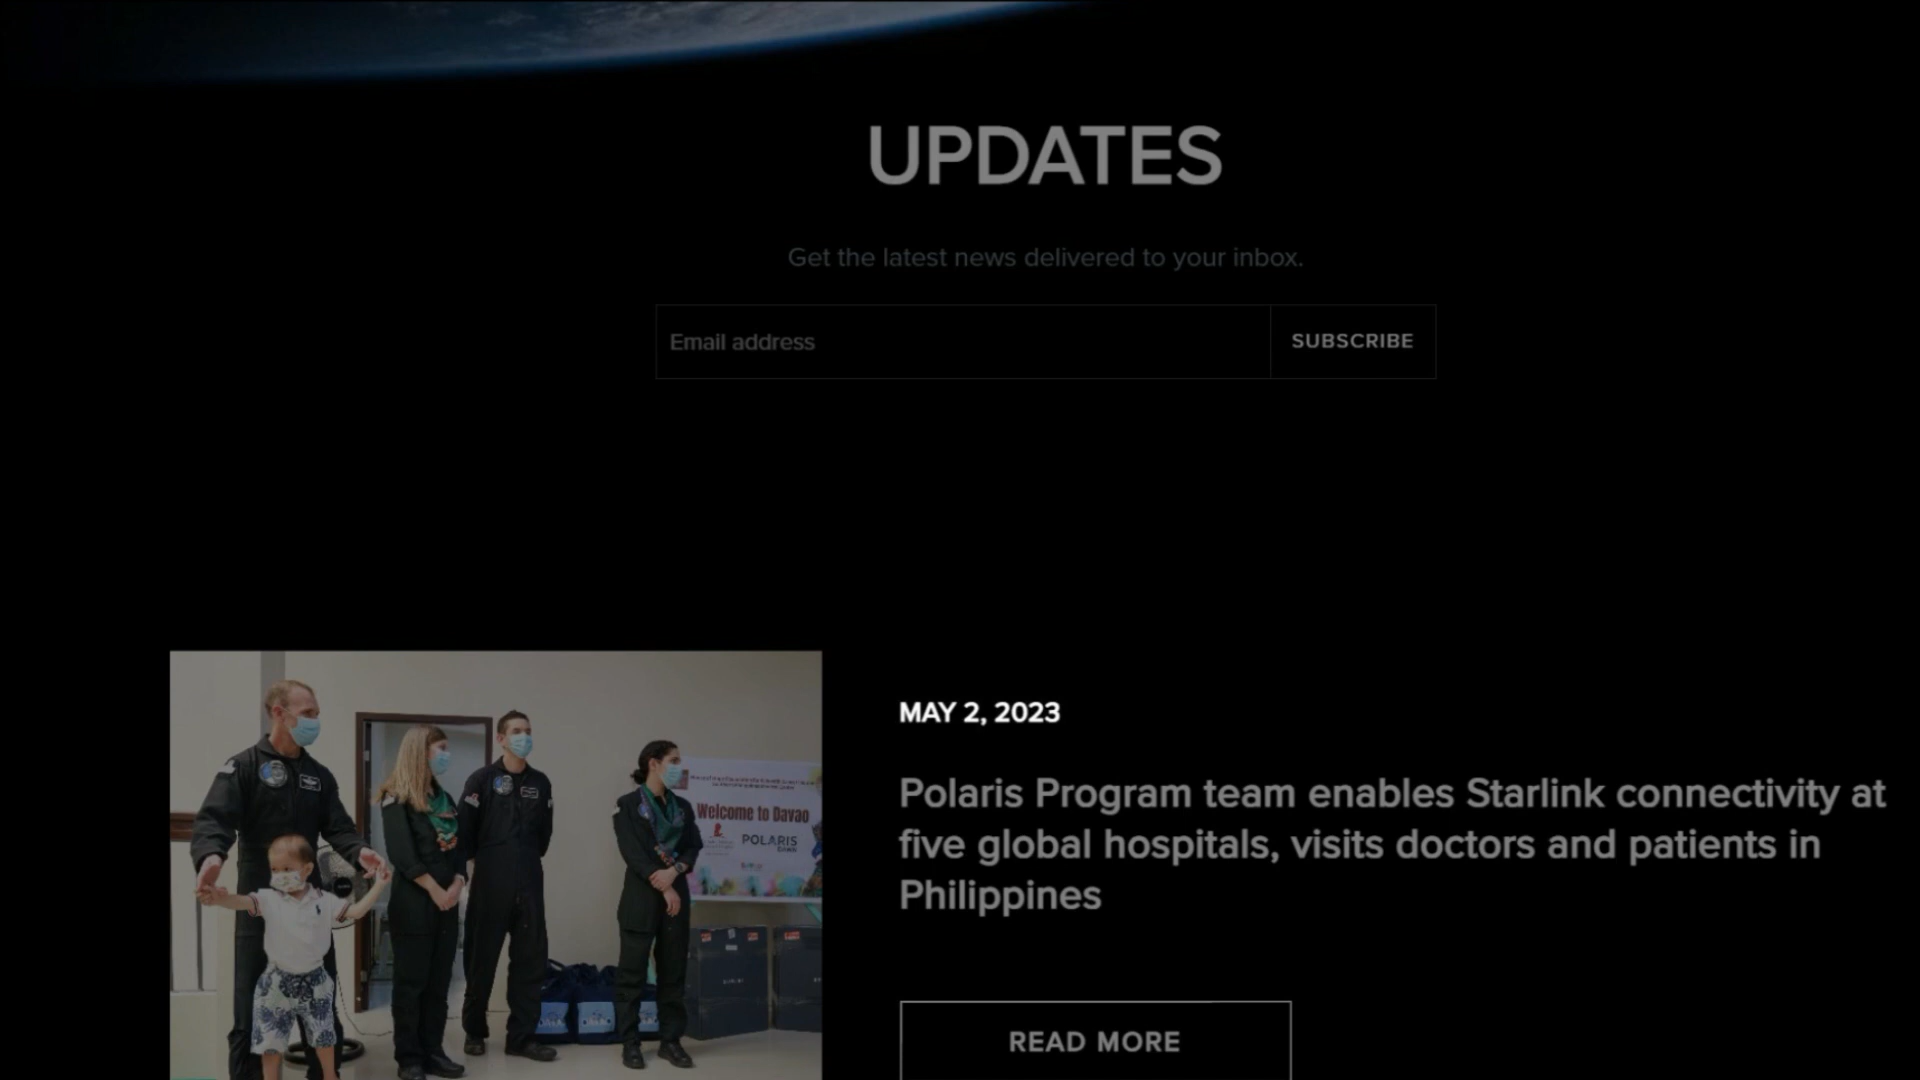 UPDATES
Get the latest news delivered to your inbox.
Email address
SUBSCRIBE
MAY 2, 2023
Polaris Program team enables Starlink connectivity at
five global hospitals, visits doctors and patients in
Philippines
READ MORE
Welcome to Davao
POLARIS